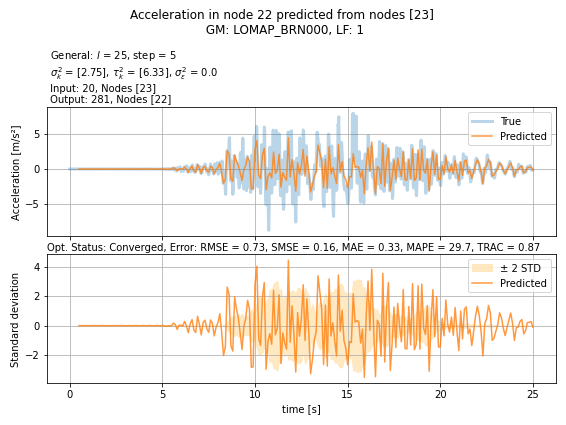 Acceleration in node 22 predicted from nodes [23]
GM: LOMAP_BRN000, LF: 1
General: l = 25, step = 5
σ²ₖ = [2.75], τ²ₖ = [6.33], σ²ε = 0.0
Input: 20, Nodes [23]
Output: 281, Nodes [22]
Acceleration [m/s²]
5
0
−5
True
Predicted
Opt. Status: Converged, Error: RMSE = 0.73, SMSE = 0.16, MAE = 0.33, MAPE = 29.7, TRAC = 0.87
Standard deviation
4
2
0
−2
± 2 STD
Predicted
0 5 10 15 20 25
time [s]